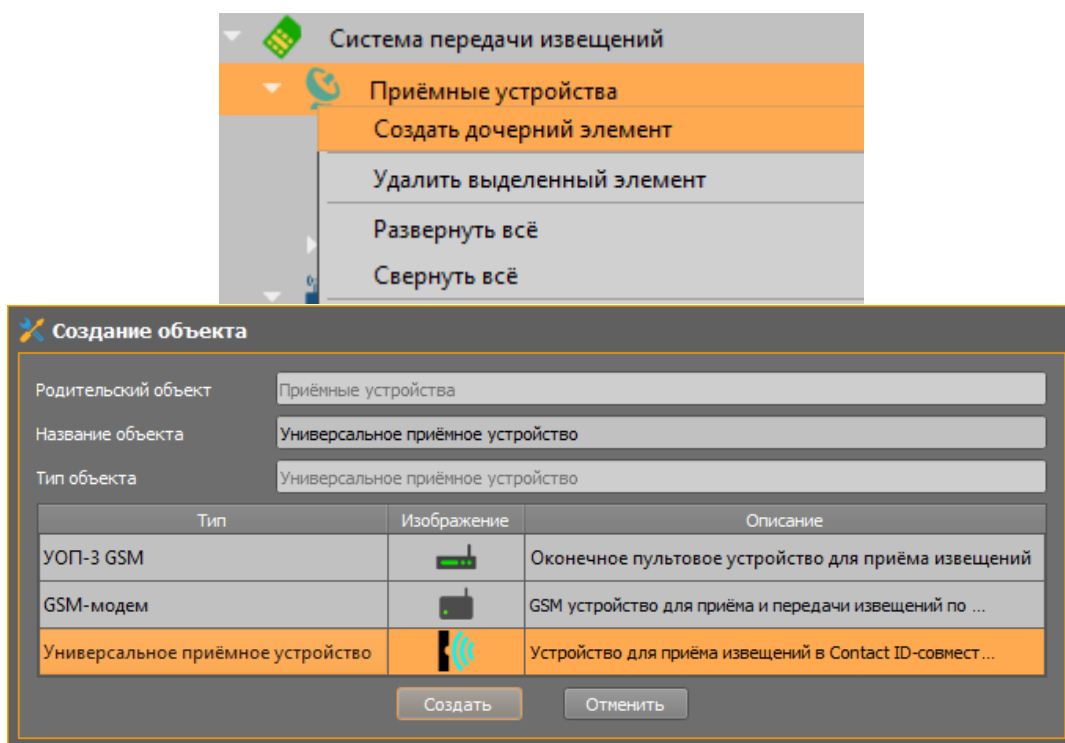 Система передачи извещений
Приёмные устройства
Создать дочерний элемент
Удалить выделенный элемент
Развернуть всё
Свернуть всё
Создание объекта
Родительский объект Приёмные устройства
Название объекта Универсальное приёмное устройство
Тип объекта Универсальное приёмное устройство
Тип Изображение Описание
УОП-3 GSM Оконечное пультовое устройство для приёма извещений
GSM-модем GSM устройство для приёма и передачи извещений по ...
Универсальное приёмное устройство Устройство для приёма извещений в Contact ID-совмест...
Создать Отменить